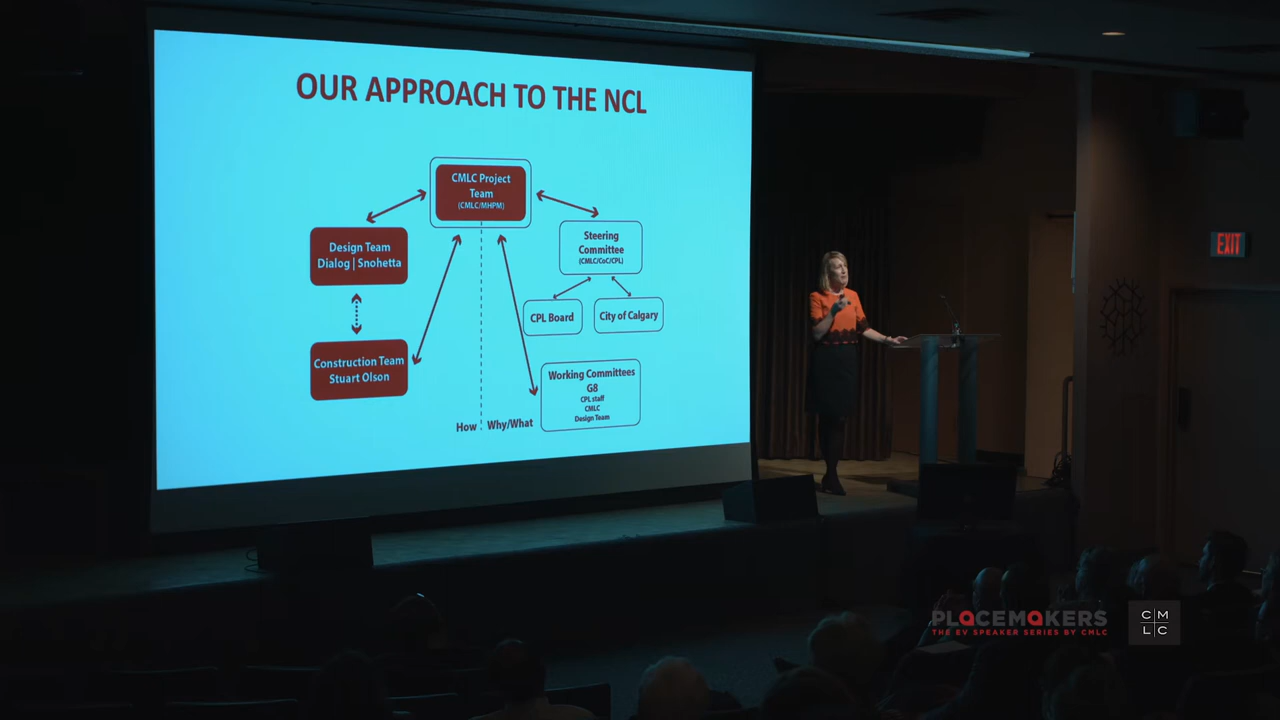 OUR APPROACH TO THE NCL
CMLC Project
Team
(CMLC/MHPM)
Design Team
Dialog | Snohetta
Steering
Committee
(CMLC/CoC/CPL)
CPL Board
City of Calgary
Construction Team
Stuart Olson
Working Committees
G8
CPL staff
CMLC
Design Team
How
Why/What
EXIT
PLACEMAKERS
THE EV SPEAKER SERIES BY CMLC
CM
LC